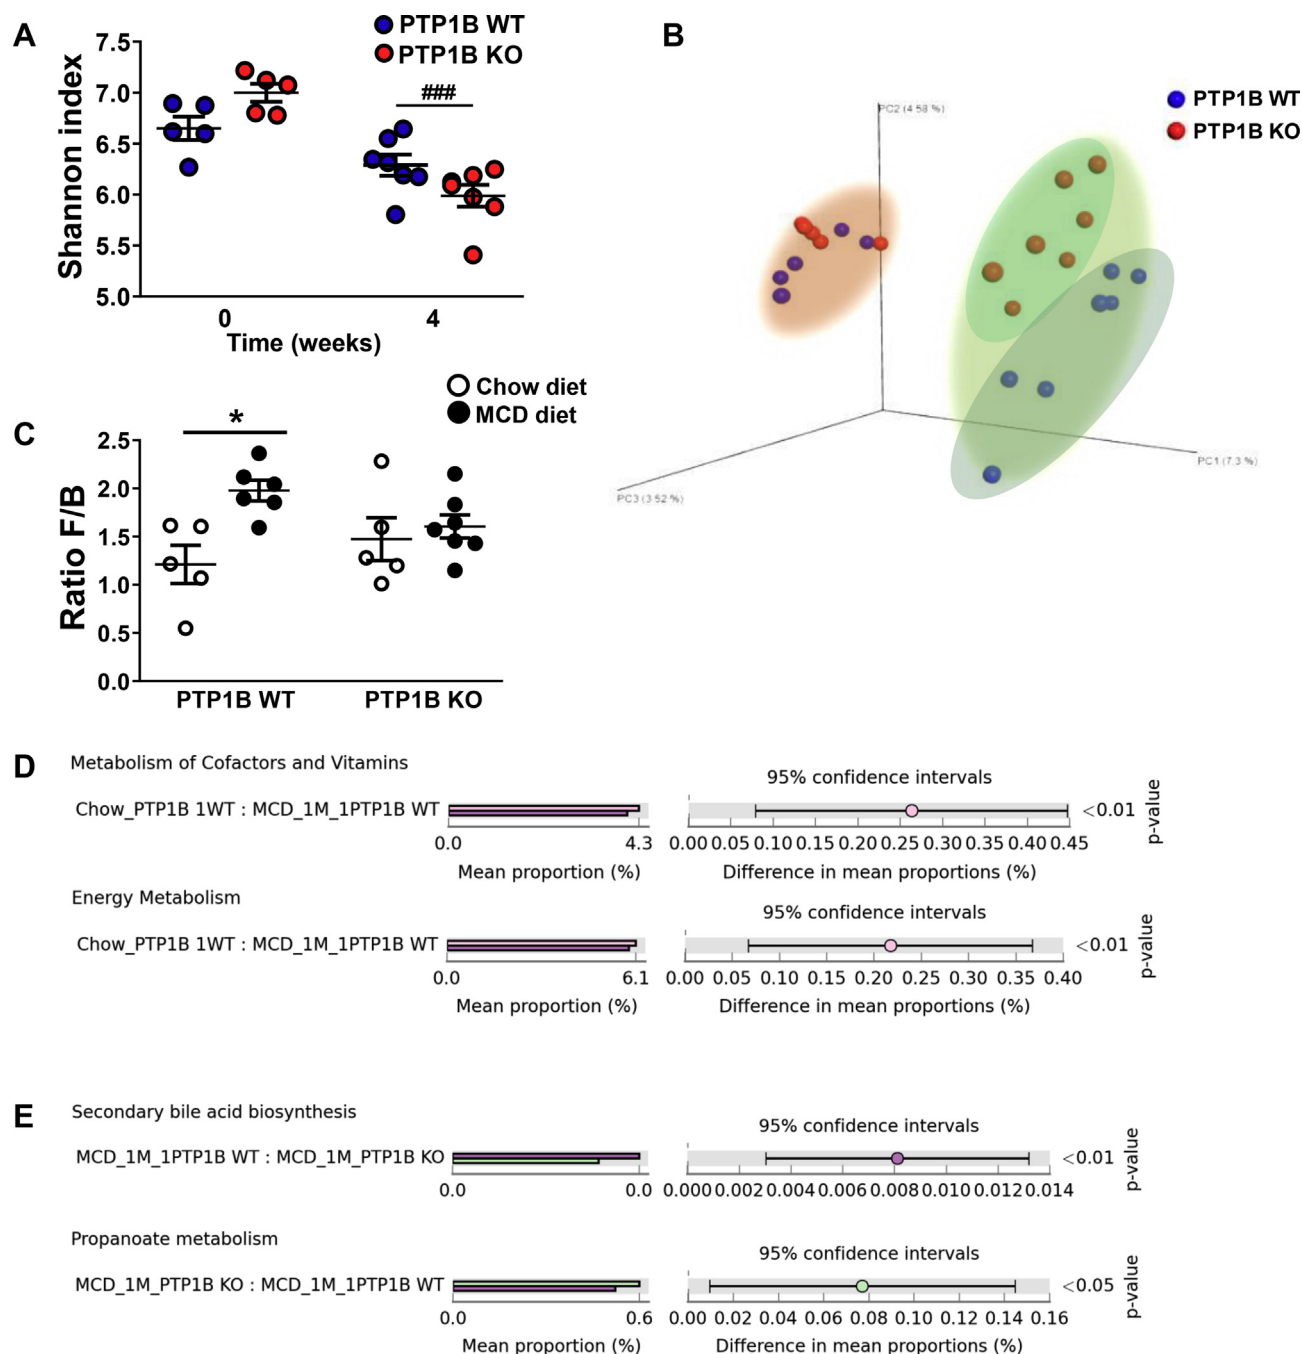 A
PTP1B WT
PTP1B KO
###
Shannon index
7.5
7.0
6.5
6.0
5.5
5.0
0
4
Time (weeks)
B
PTP1B WT
PTP1B KO
PC2 (4.58 %)
PC1 (7.3 %)
PC3 (3.52 %)
C
Chow diet
MCD diet
*
Ratio F/B
2.5
2.0
1.5
1.0
0.5
0.0
PTP1B WT
PTP1B KO
D
Metabolism of Cofactors and Vitamins
95% confidence intervals
Chow_PTP1B 1WT : MCD_1M_1PTP1B WT
<0.01
p-value
0.0 4.3
0.00 0.05 0.10 0.15 0.20 0.25 0.30 0.35 0.40 0.45
Mean proportion (%)
Difference in mean proportions (%)
Energy Metabolism
95% confidence intervals
Chow_PTP1B 1WT : MCD_1M_1PTP1B WT
<0.01
p-value
0.0 6.1
0.00 0.05 0.10 0.15 0.20 0.25 0.30 0.35 0.40
Mean proportion (%)
Difference in mean proportions (%)
E
Secondary bile acid biosynthesis
95% confidence intervals
MCD_1M_1PTP1B WT : MCD_1M_PTP1B KO
<0.01
p-value
0.0 0.0
0.000 0.002 0.004 0.006 0.008 0.010 0.012 0.014
Propanoate metabolism
95% confidence intervals
MCD_1M_PTP1B KO : MCD_1M_1PTP1B WT
<0.05
p-value
0.0 0.6
0.00 0.02 0.04 0.06 0.08 0.10 0.12 0.14 0.16
Mean proportion (%)
Difference in mean proportions (%)